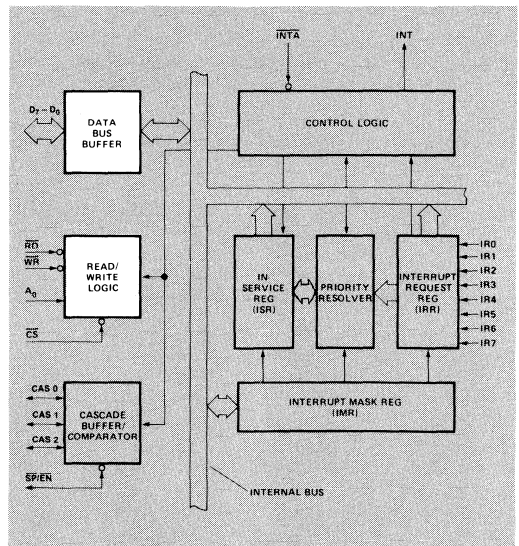 INTA
INT
D7 – D0
DATA
BUS
BUFFER
CONTROL LOGIC
RD
WR
A0
CS
READ/
WRITE
LOGIC
IN
SERVICE
REG
(ISR)
PRIORITY
RESOLVER
INTERRUPT
REQUEST
REG
(IRR)
IR0
IR1
IR2
IR3
IR4
IR5
IR6
IR7
CAS 0
CAS 1
CAS 2
CASCADE
BUFFER/
COMPARATOR
INTERRUPT MASK REG
(IMR)
SP/EN
INTERNAL BUS